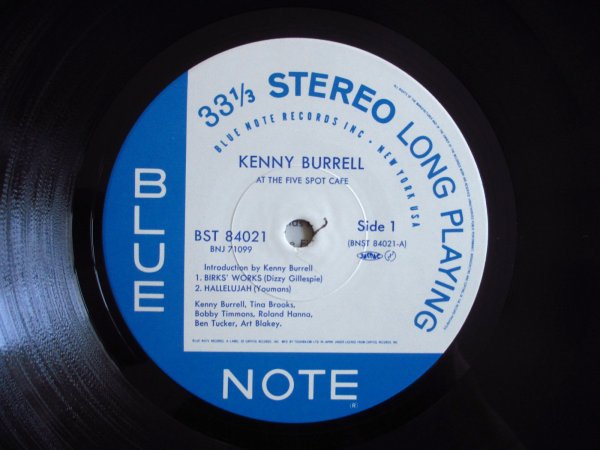 33 1/3 STEREO LONG PLAYING
BLUE NOTE RECORDS INC · NEW YORK USA
KENNY BURRELL
AT THE FIVE SPOT CAFE
BST 84021
BNJ 71099
Side 1
(BNST 84021-A)
Introduction by Kenny Burrell
1. BIRKS' WORKS (Dizzy Gillespie)
2. HALLELUJAH (Youmans)
Kenny Burrell, Tina Brooks,
Bobby Timmons, Roland Hanna,
Ben Tucker, Art Blakey.
BLUE
NOTE
®